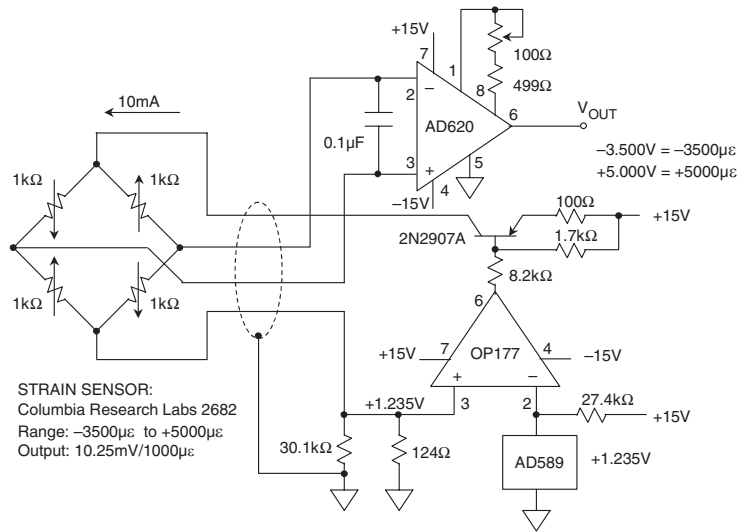 +15V
7
1
100Ω
8
499Ω
10mA
2
−
6
V_OUT
AD620
0.1μF
1kΩ
1kΩ
3
+
5
4
−15V
−3.500V = −3500με
+5.000V = +5000με
100Ω
+15V
2N2907A
1.7kΩ
8.2kΩ
1kΩ
1kΩ
6
+15V
7
OP177
4
−15V
+
−
STRAIN SENSOR:
Columbia Research Labs 2682
Range: −3500με to +5000με
Output: 10.25mV/1000με
+1.235V
3
2
27.4kΩ
+15V
30.1kΩ
124Ω
AD589
+1.235V